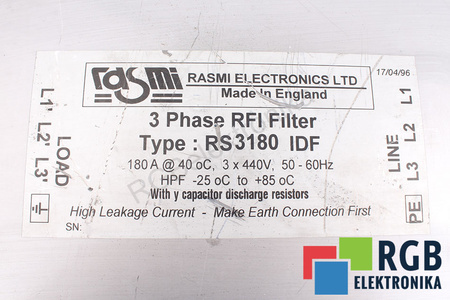 rasmi
RASMI ELECTRONICS LTD
Made in England
17/04/96
3 Phase RFI Filter
Type : RS3180 IDF
180 A @ 40 oC, 3 x 440V, 50 - 60Hz
HPF -25 oC to +85 oC
With y capacitor discharge resistors
High Leakage Current - Make Earth Connection First
SN:
L1' L2' L3'
LOAD
LINE
L1
L2
L3
PE
RGB
ELEKTRONIKA